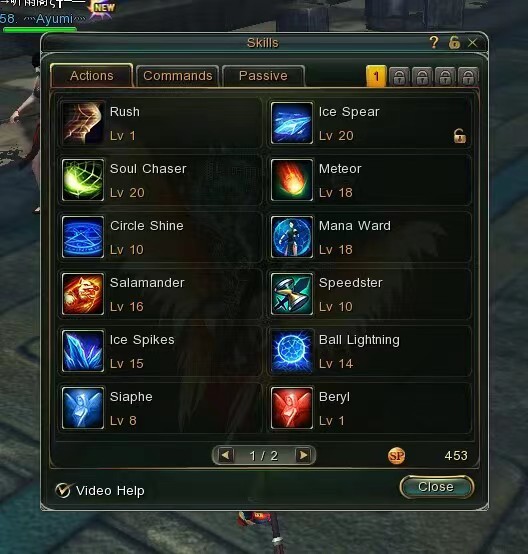 NEW
58. ﹌Ayumi﹌
Skills
?
Actions Commands Passive 1
Rush
Lv 1
Ice Spear
Lv 20
Soul Chaser
Lv 20
Meteor
Lv 18
Circle Shine
Lv 10
Mana Ward
Lv 18
Salamander
Lv 16
Speedster
Lv 10
Ice Spikes
Lv 15
Ball Lightning
Lv 14
Siaphe
Lv 8
Beryl
Lv 1
1 / 2
SP 453
Video Help
Close